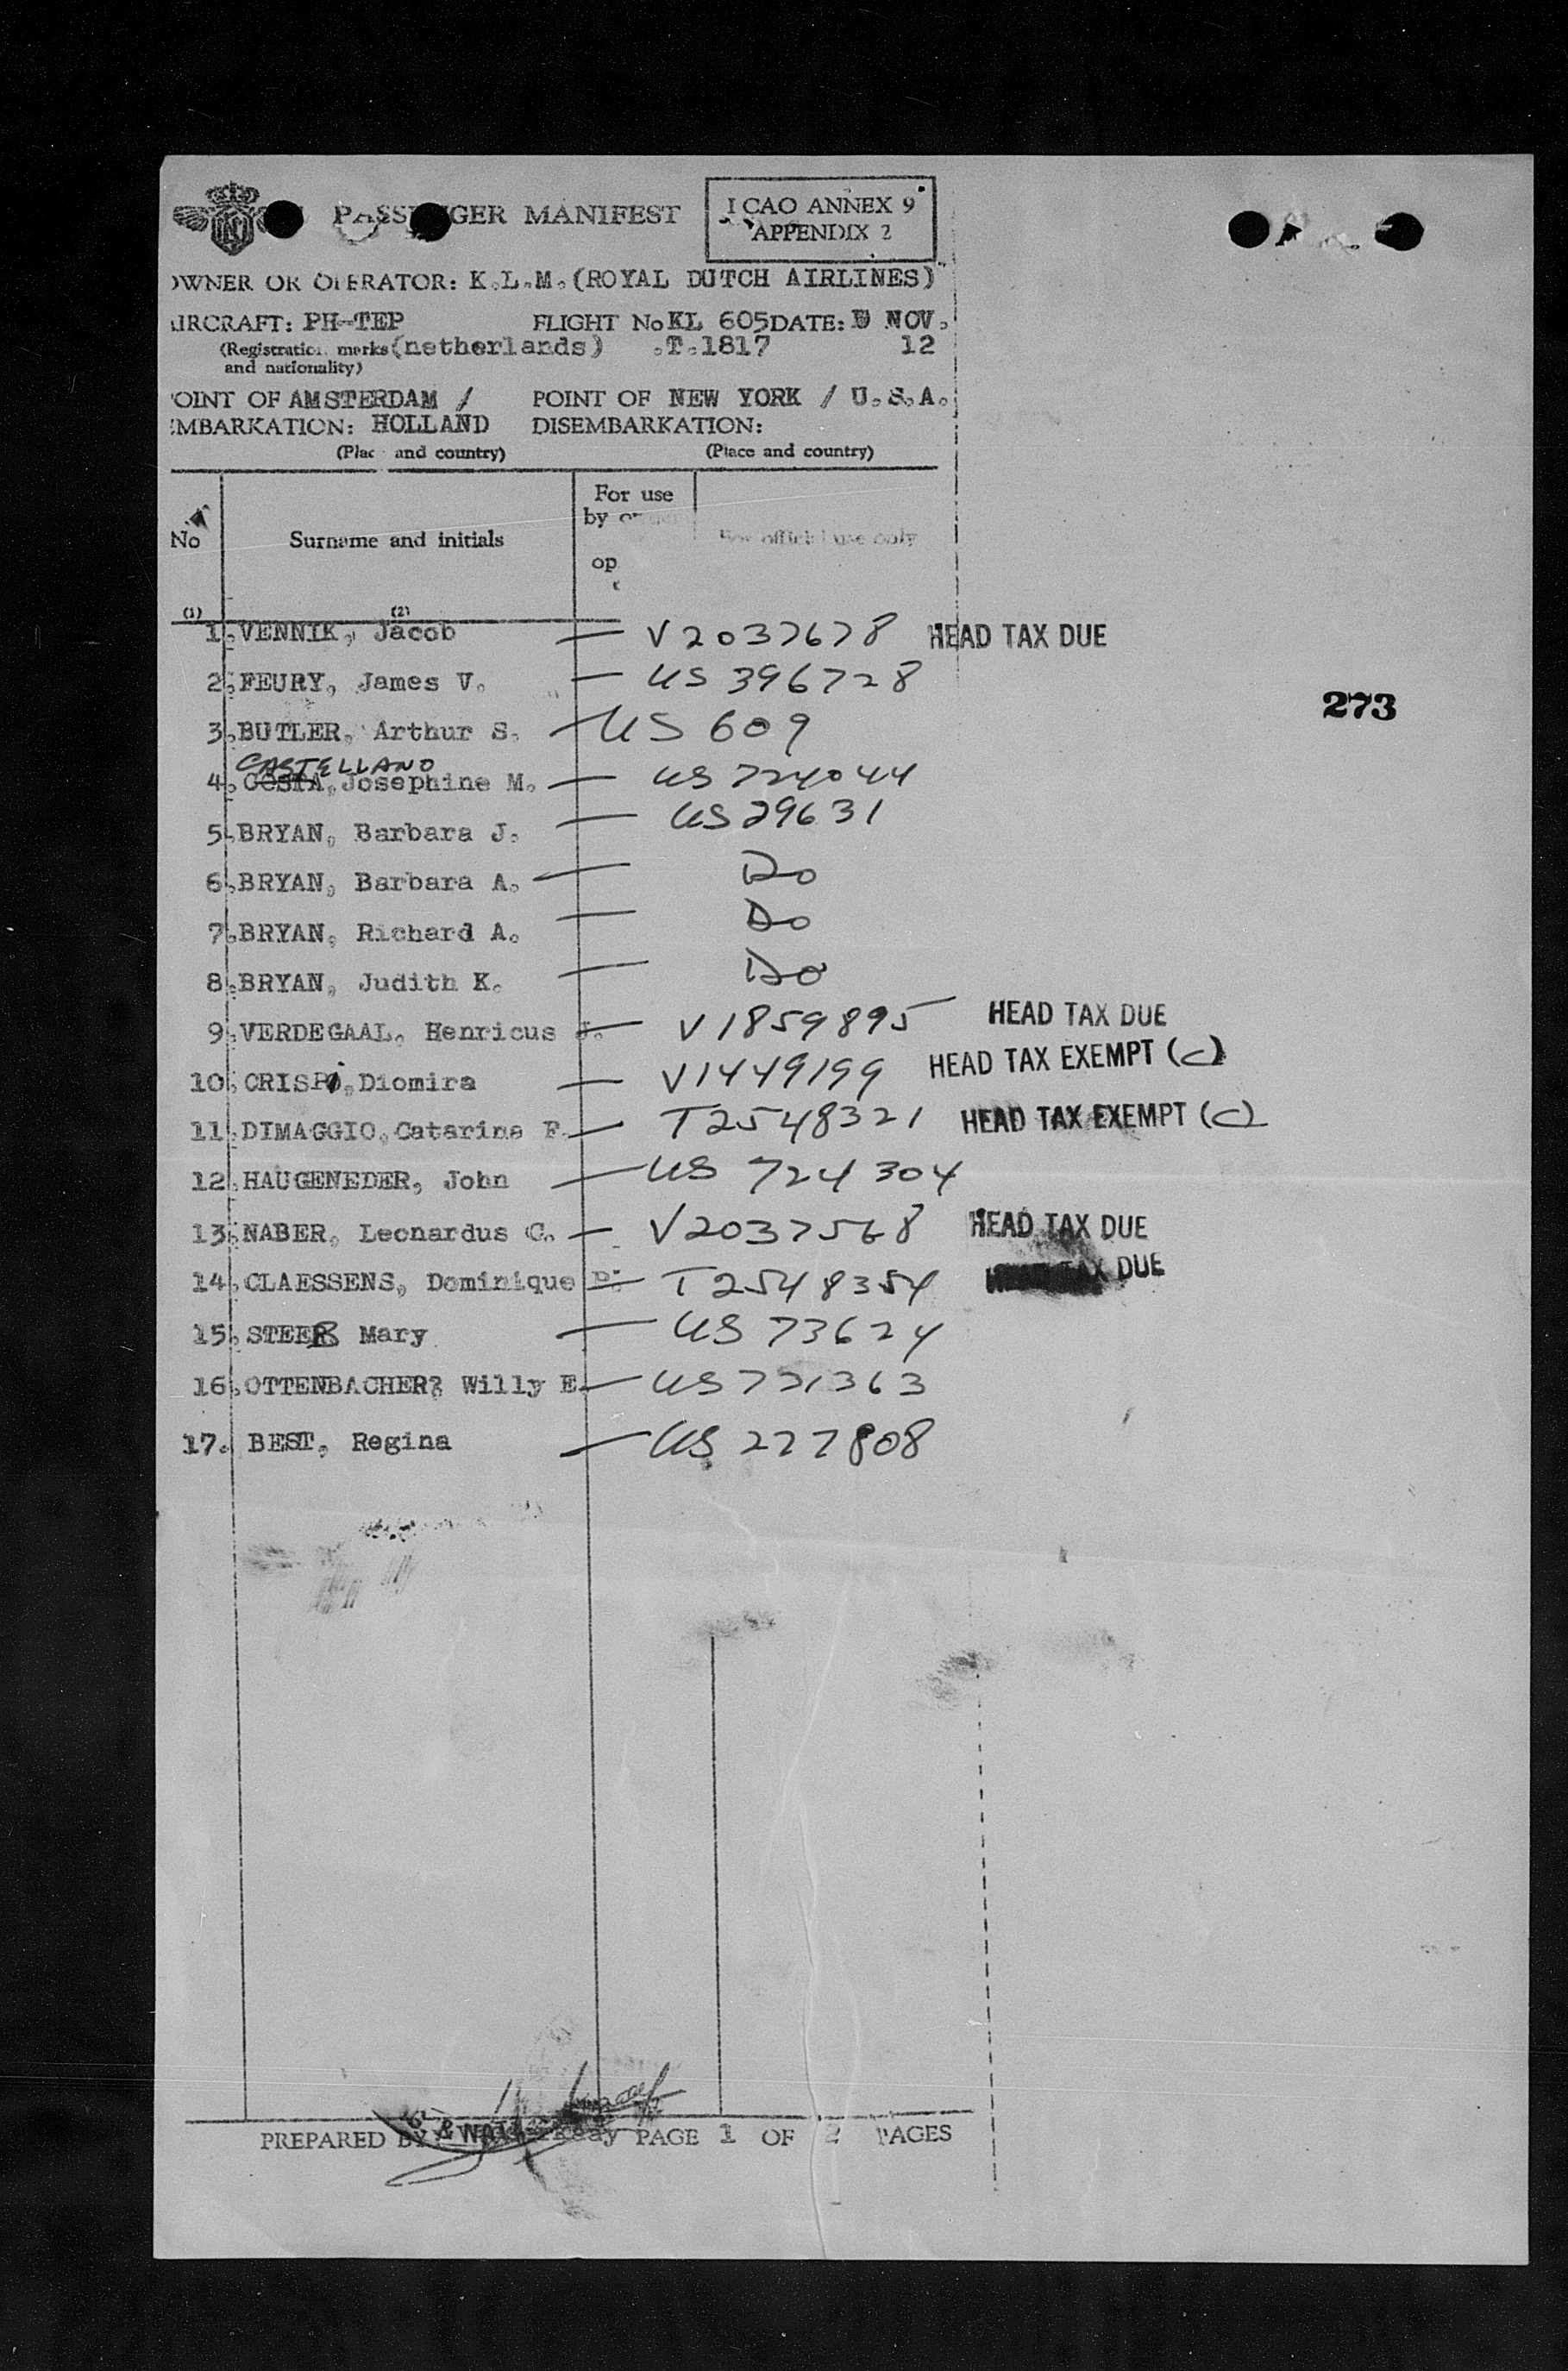 PASSENGER MANIFEST
I CAO ANNEX 9
APPENDIX 2
OWNER OR OPERATOR: K.L.M. (ROYAL DUTCH AIRLINES)
AIRCRAFT: PH-TEP FLIGHT No KL 605 DATE: NOV.
(Registration marks (netherlands) .T.1817 12
and nationality)
POINT OF AMSTERDAM / POINT OF NEW YORK / U.S.A.
EMBARKATION: HOLLAND DISEMBARKATION:
(Place and country) (Place and country)
For use
by
No Surname and initials For official use only
op
(1) (2)
1. VENNIK, Jacob — V 2037678 HEAD TAX DUE
2. FEURY, James V. — US 396728
273
3. BUTLER, Arthur S. — US 609
CASTELLANO
4. COSTA, Josephine M. — US 724044
5. BRYAN, Barbara J. — US 29631
6. BRYAN, Barbara A. — Do
7. BRYAN, Richard A. — Do
8. BRYAN, Judith K. — Do
9. VERDEGAAL, Henricus J. — V 1859895 HEAD TAX DUE
10. CRISPI, Diomira — V1449199 HEAD TAX EXEMPT (C)
11. DIMAGGIO, Catarina F. — T2548321 HEAD TAX EXEMPT (C)
12. HAUGENEDER, John — US 724304
13. NABER, Leonardus C. — V2037568 HEAD TAX DUE
14. CLAESSENS, Dominique — T2548354 TAX DUE
15. STEER Mary — US 73624
16. OTTENBACHER? Willy E. — US 721363
17. BEST, Regina — US 227808
PREPARED BY PAGE 1 OF 2 PAGES